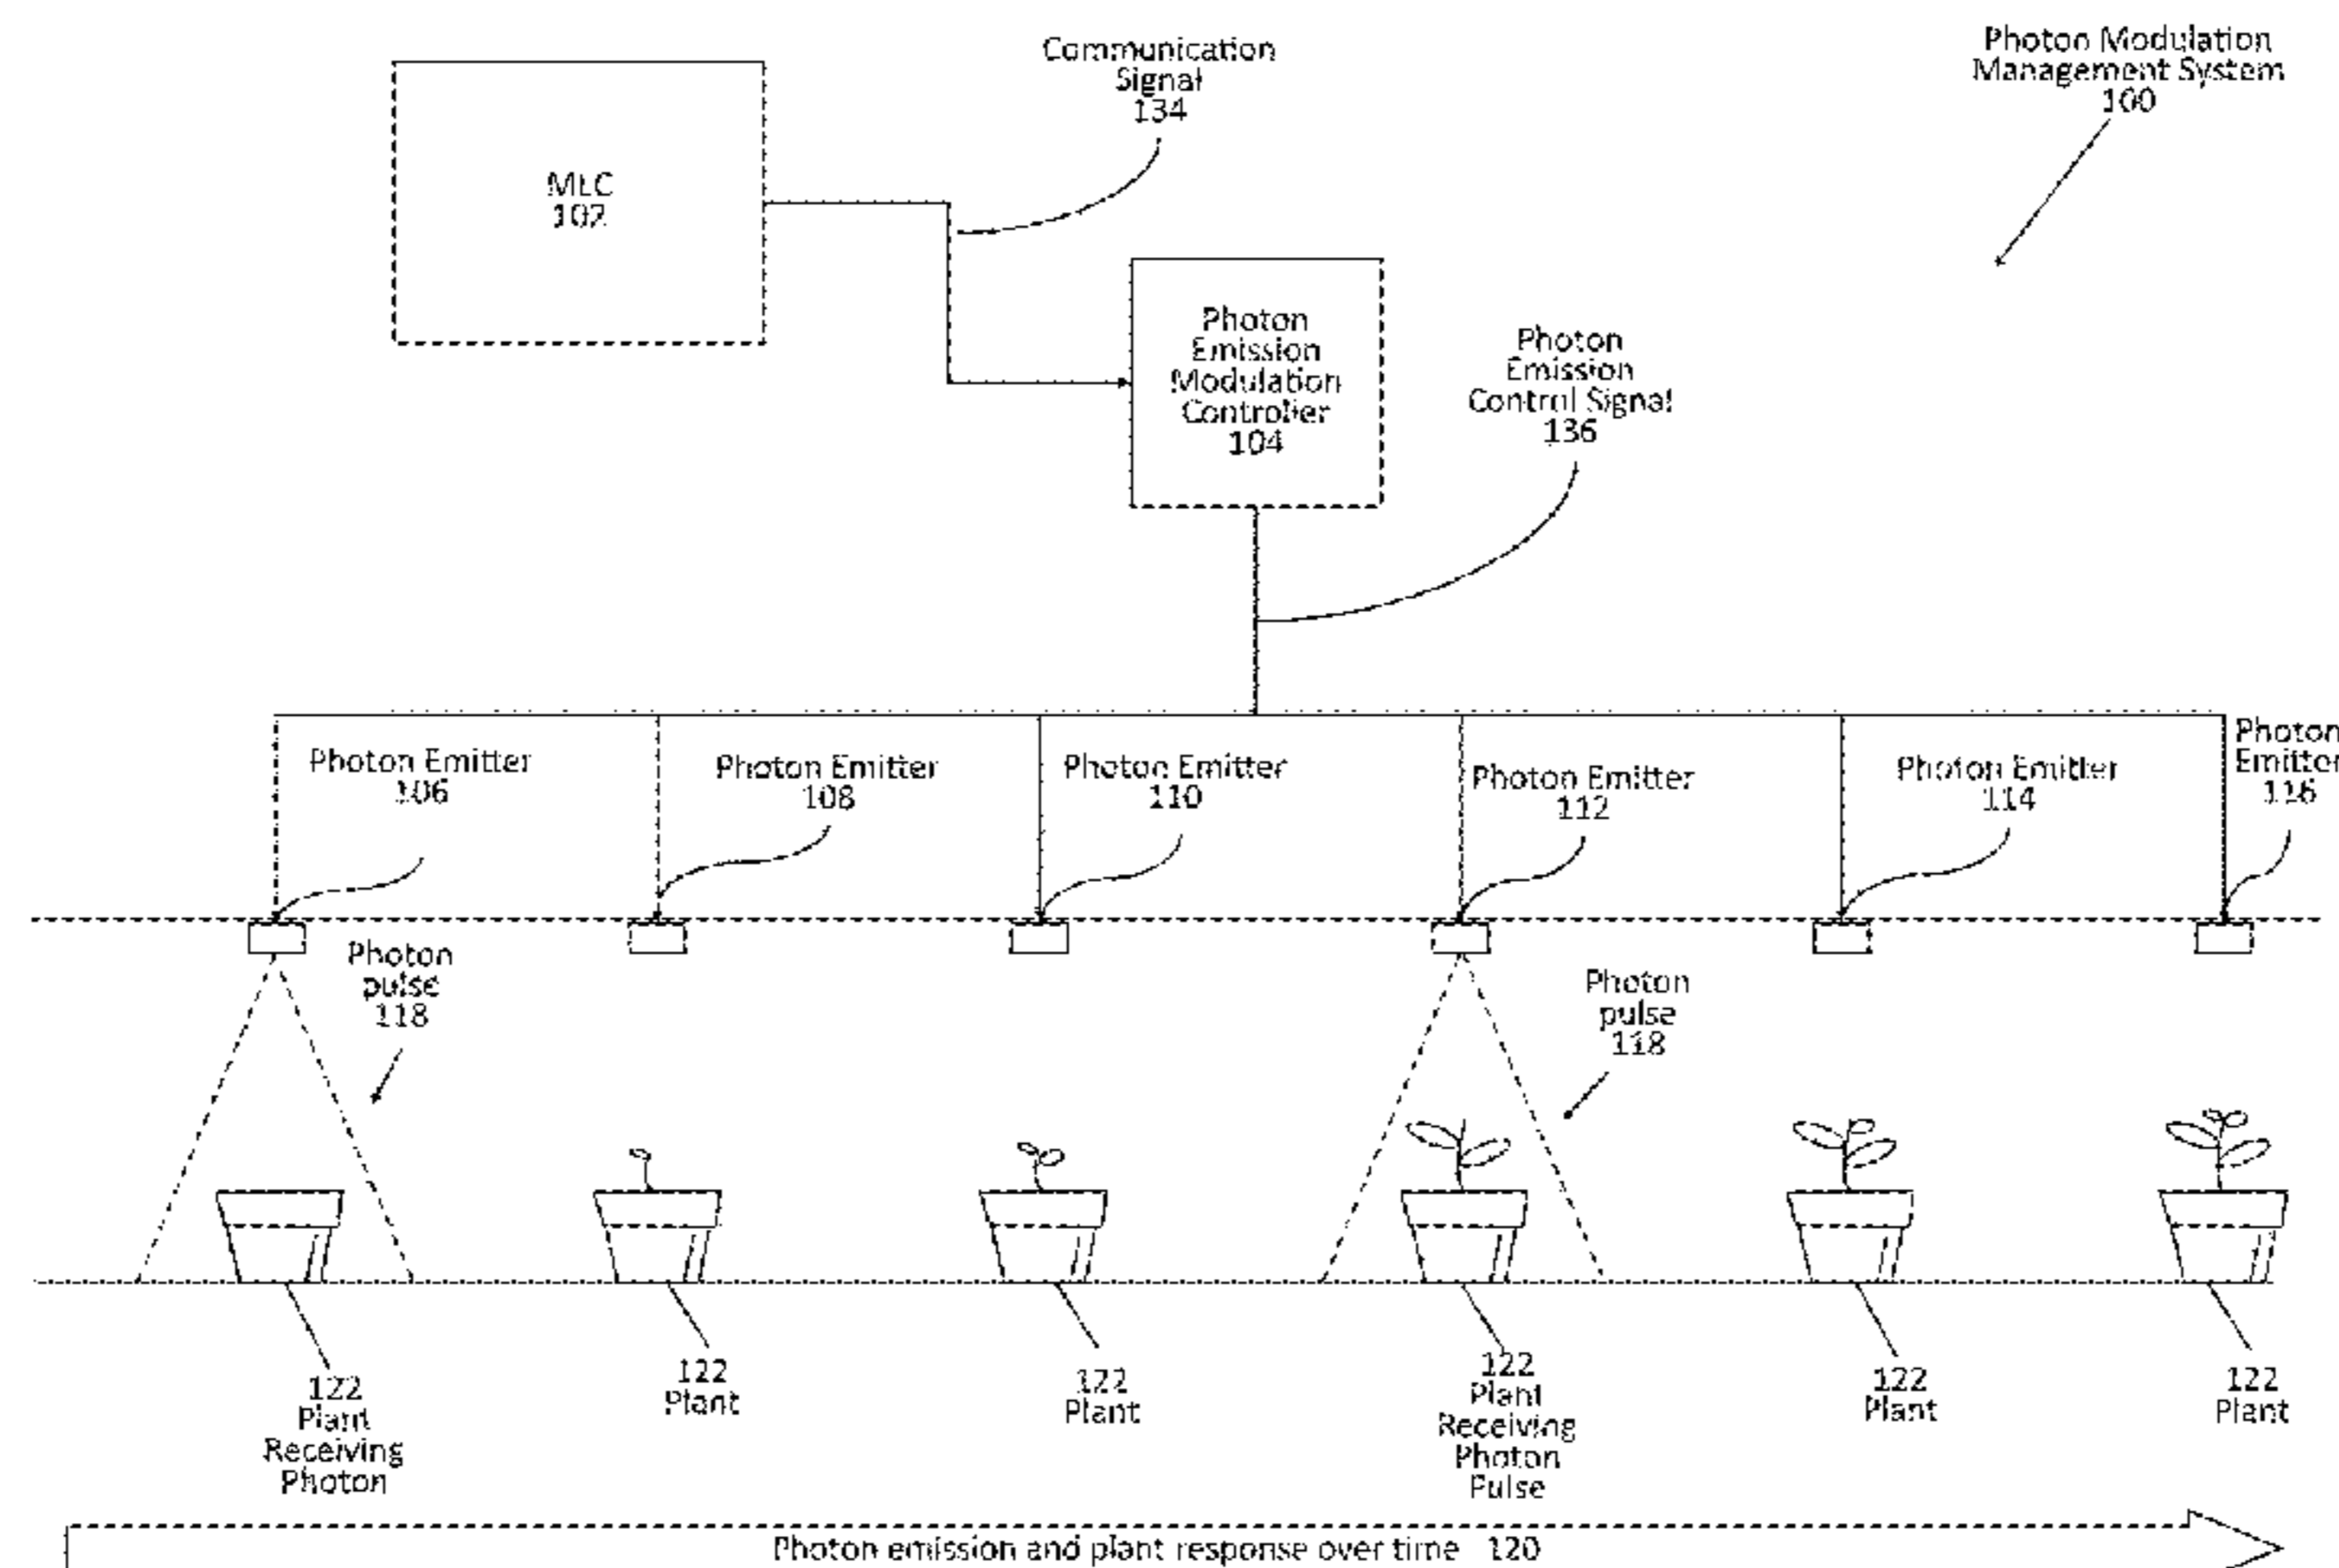 Communication
Signal
134
Photon Modulation
Management System
100
MLC
102
Photon
Emission
Modulation
Controller
104
Photon
Emission
Control Signal
136
Photon Emitter
106
Photon Emitter
108
Photon Emitter
110
Photon Emitter
112
Photon Emitter
114
Photon
Emitter
116
Photon
pulse
118
Photon
pulse
118
122
Plant
Receiving
Photon
122
Plant
122
Plant
122
Plant
Receiving
Photon
Pulse
122
Plant
122
Plant
Photon emission and plant response over time 120